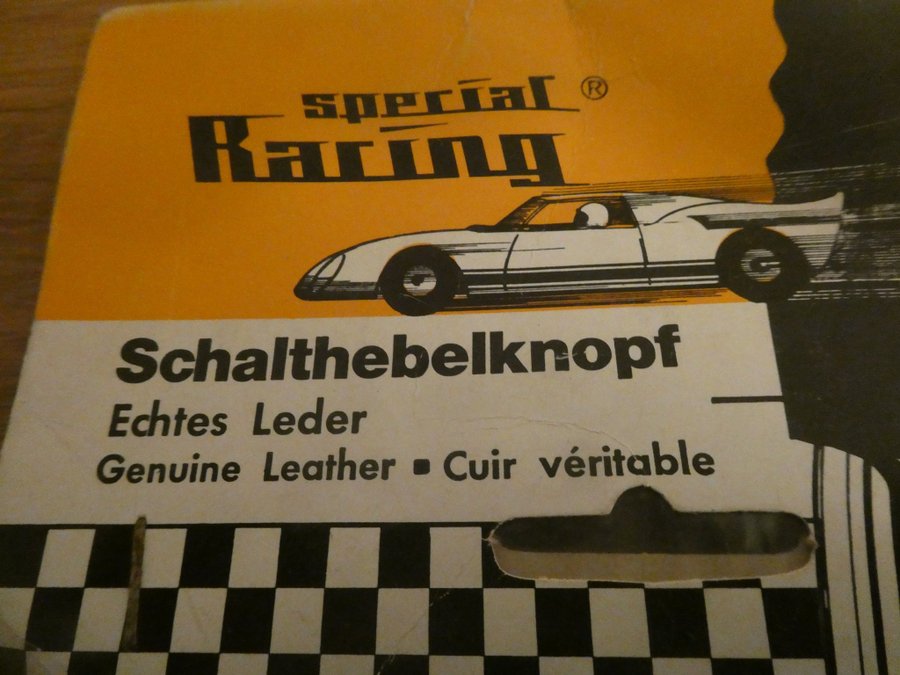 special ®
Racing
Schalthebelknopf
Echtes Leder
Genuine Leather ▪ Cuir véritable